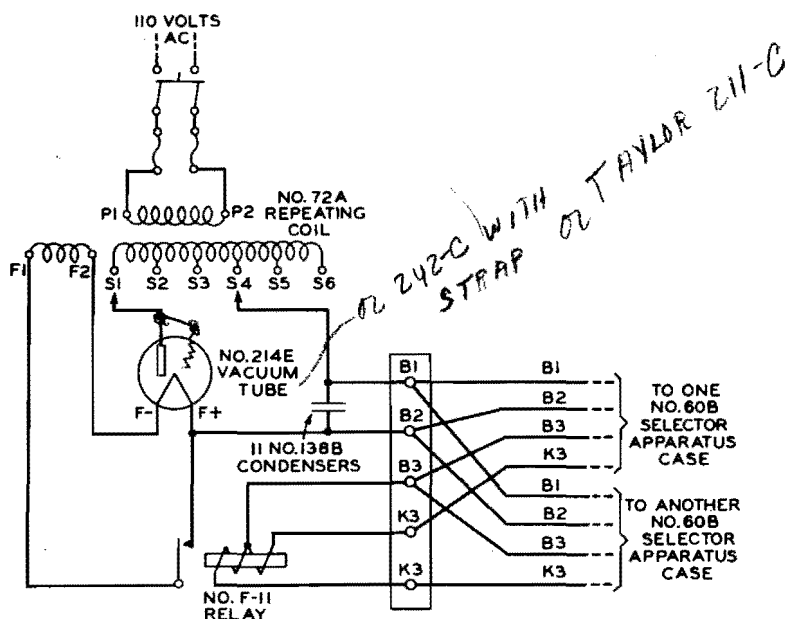 110 VOLTS
AC
P1
P2
NO. 72A
REPEATING
COIL
F1
F2
S1
S2
S3
S4
S5
S6
OR 242-C WITH
STRAP OR TAYLOR 211-C
NO. 214E
VACUUM
TUBE
F-
F+
11 NO. 138B
CONDENSERS
B1
B2
B3
K3
K3
B1
B2
B3
K3
TO ONE
NO. 60B
SELECTOR
APPARATUS
CASE
B1
B2
B3
K3
TO ANOTHER
NO. 60B
SELECTOR
APPARATUS
CASE
NO. F-11
RELAY